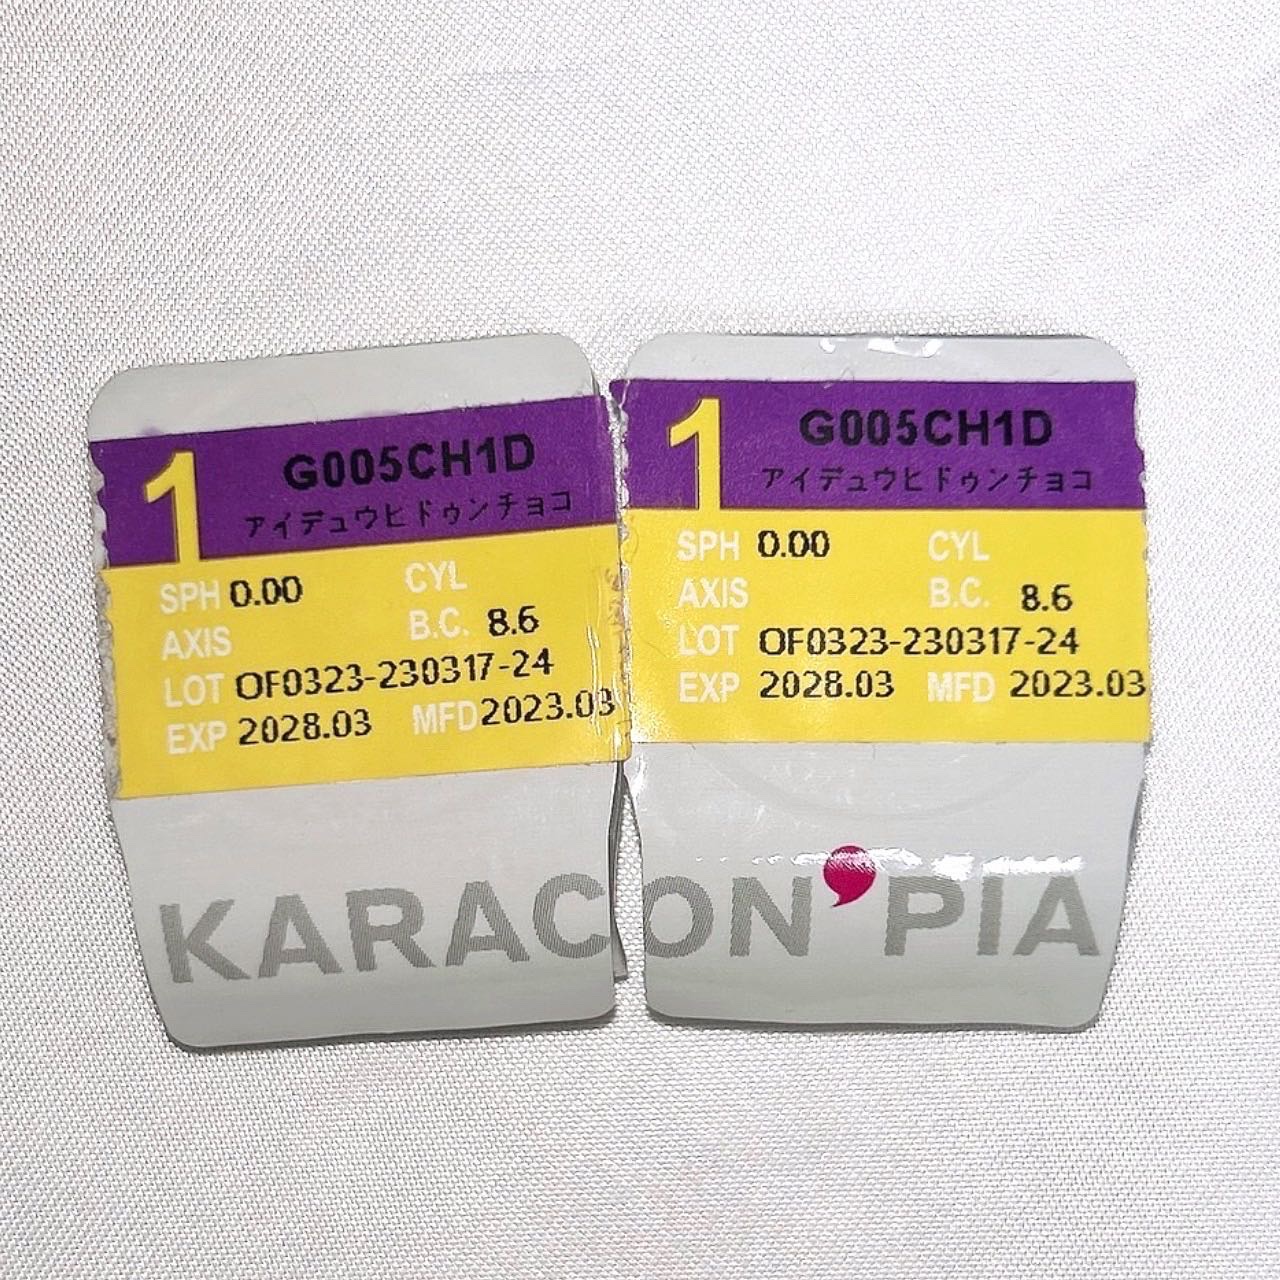 1 G005CH1D
アイデュウヒドゥンチョコ
SPH 0.00 CYL
AXIS B.C. 8.6
LOT OF0323-230317-24
EXP 2028.03 MFD 2023.03
1 G005CH1D
アイデュウヒドゥンチョコ
SPH 0.00 CYL
AXIS B.C. 8.6
LOT OF0323-230317-24
EXP 2028.03 MFD 2023.03
KARACON'PIA